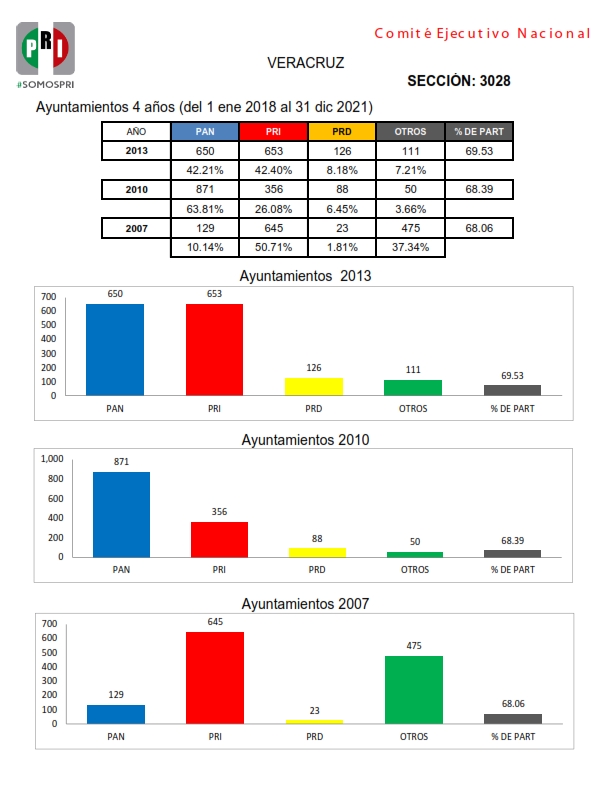 Comité Ejecutivo Nacional
PRI
#SOMOSPRI
VERACRUZ
SECCIÓN: 3028
Ayuntamientos 4 años (del 1 ene 2018 al 31 dic 2021)
AÑO PAN PRI PRD OTROS % DE PART
2013 650 653 126 111 69.53
42.21% 42.40% 8.18% 7.21%
2010 871 356 88 50 68.39
63.81% 26.08% 6.45% 3.66%
2007 129 645 23 475 68.06
10.14% 50.71% 1.81% 37.34%
Ayuntamientos 2013
700
600
500
400
300
200
100
0
650 653 126 111 69.53
PAN PRI PRD OTROS % DE PART
Ayuntamientos 2010
1,000
800
600
400
200
0
871 356 88 50 68.39
PAN PRI PRD OTROS % DE PART
Ayuntamientos 2007
700
600
500
400
300
200
100
0
129 645 23 475 68.06
PAN PRI PRD OTROS % DE PART